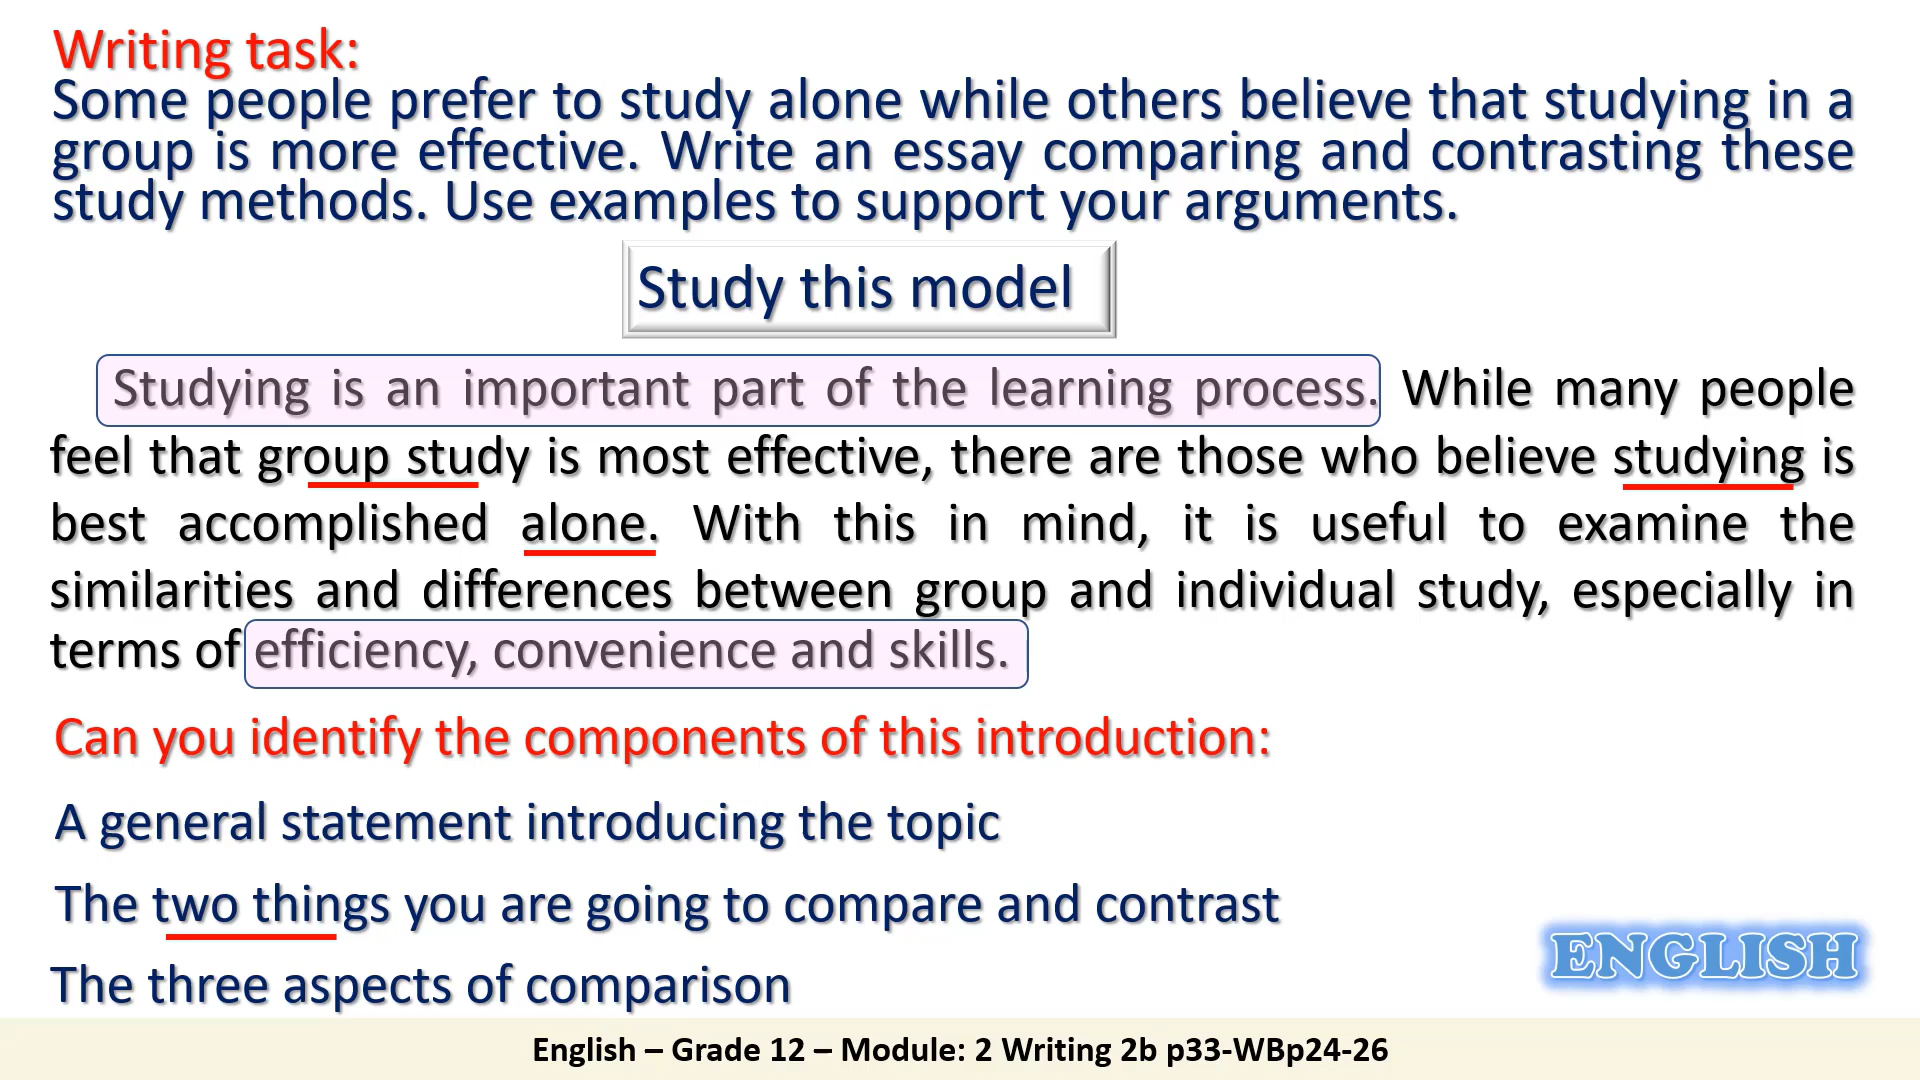 Writing task:
Some people prefer to study alone while others believe that studying in a
group is more effective. Write an essay comparing and contrasting these
study methods. Use examples to support your arguments.
Study this model
Studying is an important part of the learning process. While many people
feel that group study is most effective, there are those who believe studying is
best accomplished alone. With this in mind, it is useful to examine the
similarities and differences between group and individual study, especially in
terms of efficiency, convenience and skills.
Can you identify the components of this introduction:
A general statement introducing the topic
The two things you are going to compare and contrast
The three aspects of comparison
ENGLISH
English – Grade 12 – Module: 2 Writing 2b p33-WBp24-26